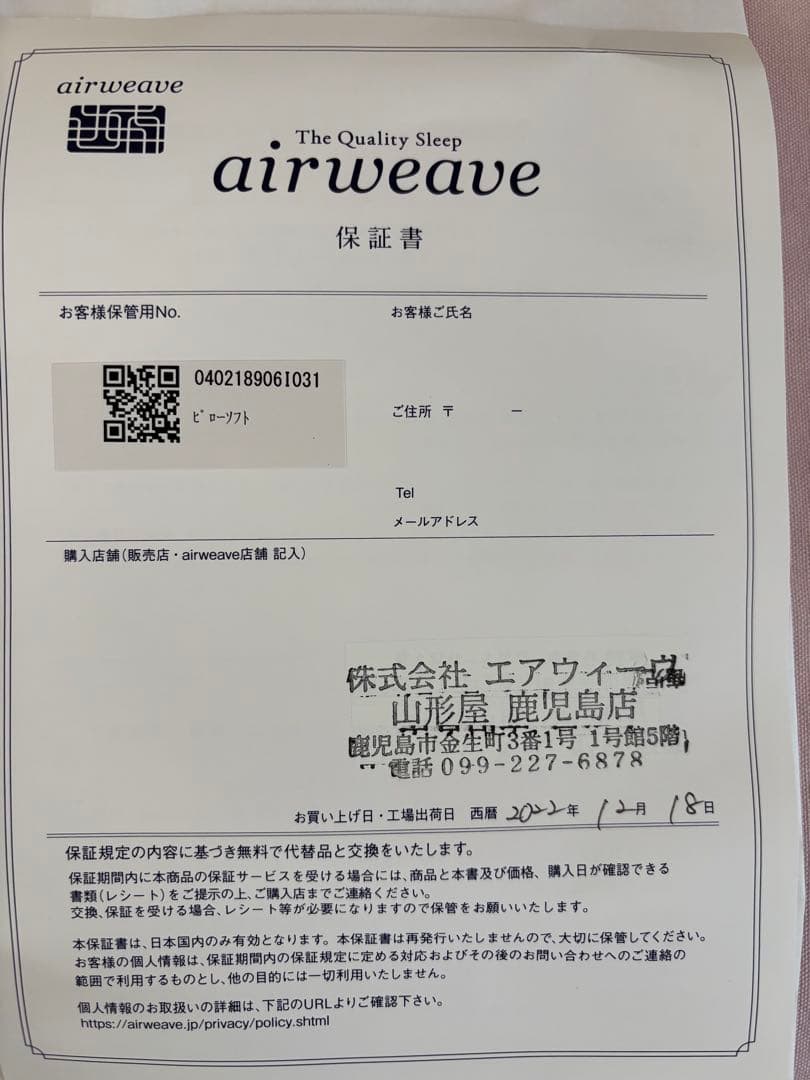 airweave
The Quality Sleep
airweave
保証書
お客様保管用No.
お客様ご氏名
040218906I031
ピローソフト
ご住所 〒 －
Tel
メールアドレス
購入店舗（販売店・airweave店舗 記入）
株式会社 エアウィーヴ
山形屋 鹿児島店
鹿児島市金生町3番1号 1号館5階
電話 099-227-6878
お買い上げ日・工場出荷日 西暦 2022年 12月 18日
保証規定の内容に基づき無料で代替品と交換をいたします。
保証期間内に本商品の保証サービスを受ける場合には、商品と本書及び価格、購入日が確認できる
書類（レシート）をご提示の上、ご購入店までご連絡ください。
交換、保証を受ける場合、レシート等が必要になりますので保管をお願いいたします。
本保証書は、日本国内のみ有効となります。本保証書は再発行いたしませんので、大切に保管してください。
お客様の個人情報は、保証期間内の保証規定に定める対応およびその後のお問い合わせへのご連絡の
範囲で利用するものとし、他の目的には一切利用いたしません。
個人情報のお取扱いの詳細は、下記のURLよりご確認下さい。
https://airweave.jp/privacy/policy.shtml